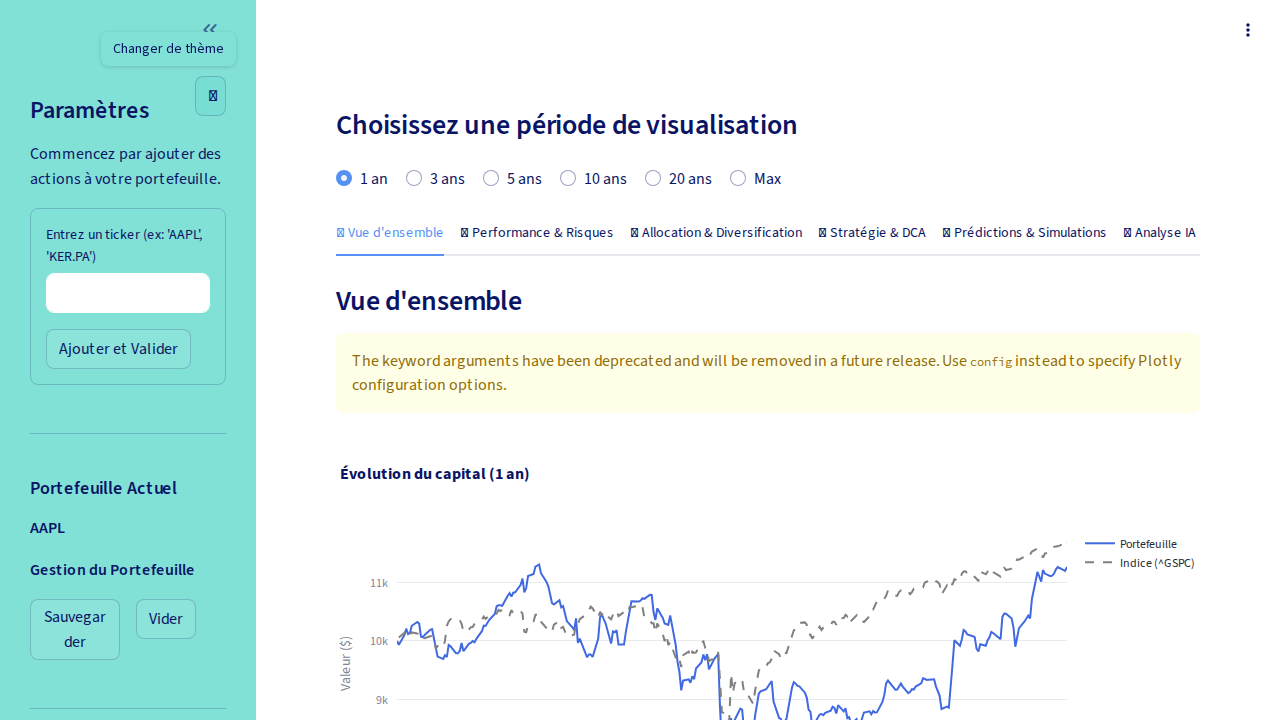 Changer de thème
Paramètres
Commencez par ajouter des
actions à votre portefeuille.
Entrez un ticker (ex: 'AAPL',
'KER.PA')
Ajouter et Valider
Portefeuille Actuel
AAPL
Gestion du Portefeuille
Sauvegar
der
Vider
Choisissez une période de visualisation
1 an
3 ans
5 ans
10 ans
20 ans
Max
Vue d'ensemble
Performance & Risques
Allocation & Diversification
Stratégie & DCA
Prédictions & Simulations
Analyse IA
Vue d'ensemble
The keyword arguments have been deprecated and will be removed in a future release. Use config instead to specify Plotly
configuration options.
Évolution du capital (1 an)
Portefeuille
Indice (^GSPC)
11k
10k
9k
Valeur ($)